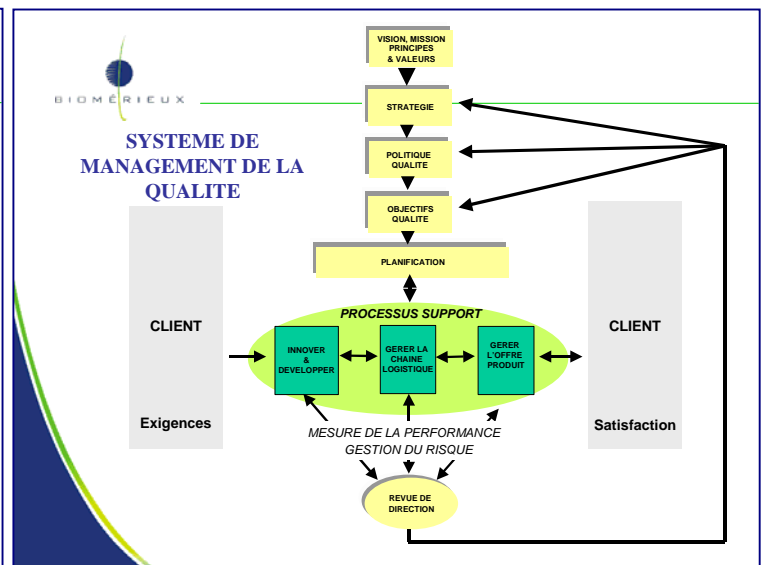 BIOMÉRIEUX
SYSTEME DE
MANAGEMENT DE LA
QUALITE
VISION, MISSION
PRINCIPES
& VALEURS
STRATEGIE
POLITIQUE
QUALITE
OBJECTIFS
QUALITE
PLANIFICATION
CLIENT
Exigences
PROCESSUS SUPPORT
INNOVER
&
DEVELOPPER
GERER LA
CHAINE
LOGISTIQUE
GERER
L'OFFRE
PRODUIT
CLIENT
Satisfaction
MESURE DE LA PERFORMANCE
GESTION DU RISQUE
REVUE DE
DIRECTION